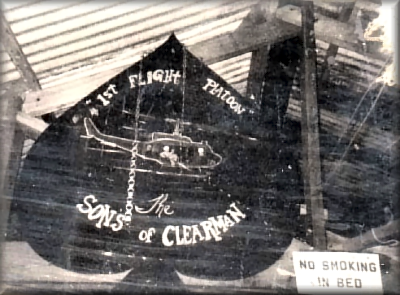 "1ST FLIGHT PLATOON
The
SONS OF CLEARMAN
NO SMOKING
IN BED